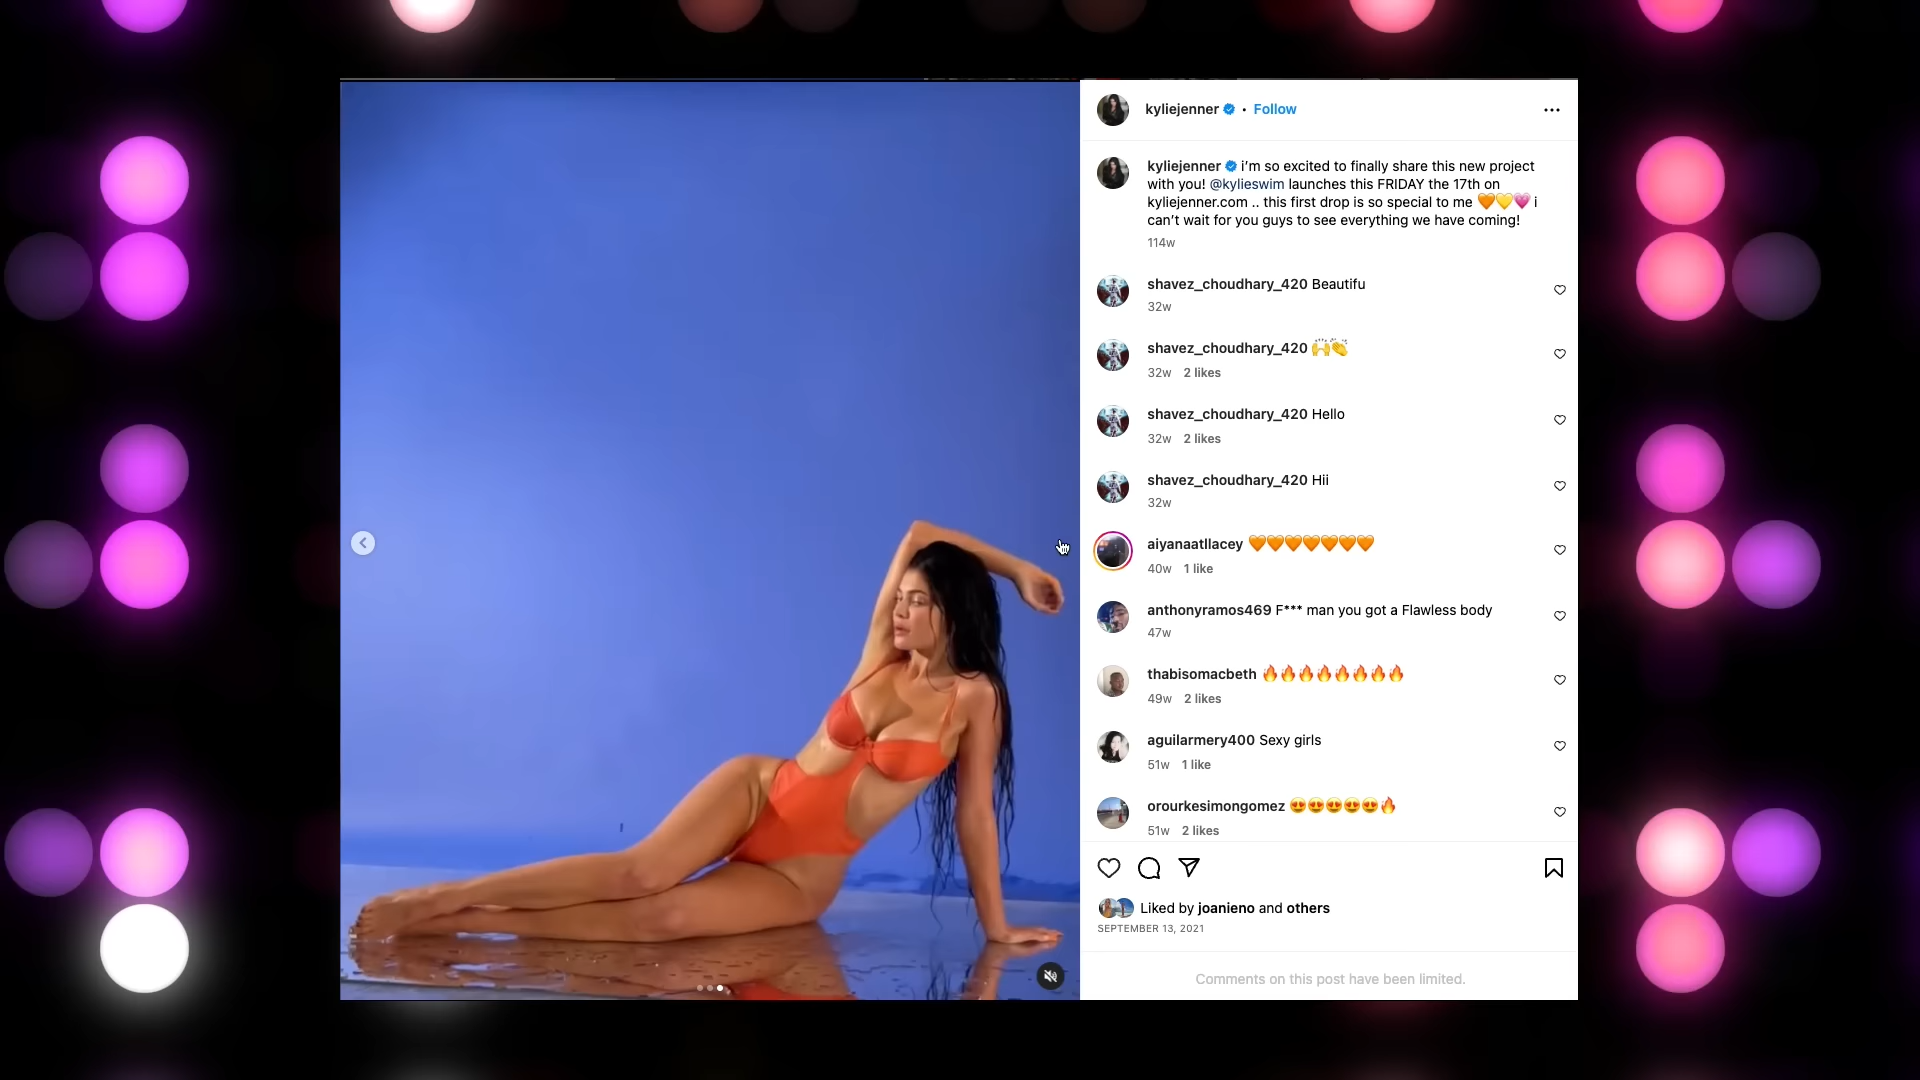 kyliejenner • Follow
kyliejenner i'm so excited to finally share this new project
with you! @kylieswim launches this FRIDAY the 17th on
kyliejenner.com .. this first drop is so special to me 🧡💛💗 i
can't wait for you guys to see everything we have coming!
114w
shavez_choudhary_420 Beautifu
32w
shavez_choudhary_420 🙌👏
32w 2 likes
shavez_choudhary_420 Hello
32w 2 likes
shavez_choudhary_420 Hii
32w
aiyanaatllacey 🧡🧡🧡🧡🧡🧡🧡
40w 1 like
anthonyramos469 F*** man you got a Flawless body
47w
thabisomacbeth 🔥🔥🔥🔥🔥🔥🔥🔥
49w 2 likes
aguilarmery400 Sexy girls
51w 1 like
orourkesimongomez 😍😍😍😍😍🔥
51w 2 likes
Liked by joanieno and others
SEPTEMBER 13, 2021
Comments on this post have been limited.